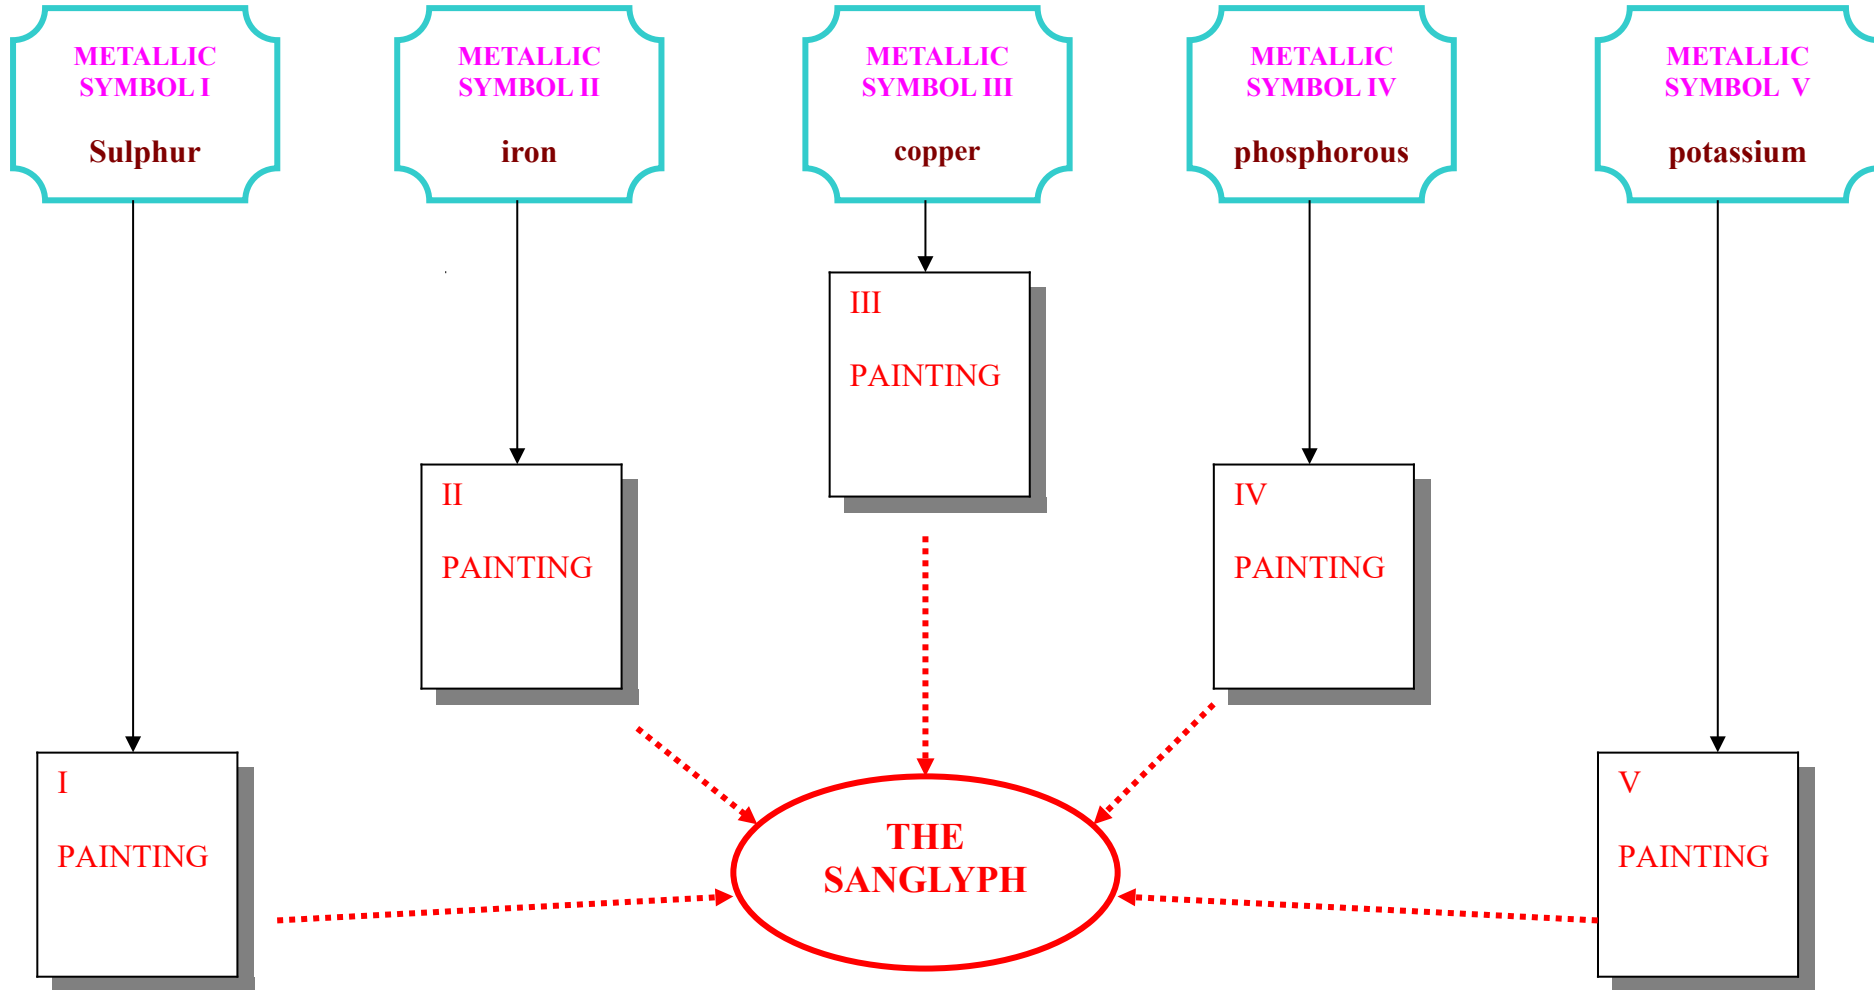 METALLIC
SYMBOL I
Sulphur
METALLIC
SYMBOL II
iron
METALLIC
SYMBOL III
copper
METALLIC
SYMBOL IV
phosphorous
METALLIC
SYMBOL V
potassium
III
PAINTING
II
PAINTING
IV
PAINTING
I
PAINTING
THE
SANGLYPH
V
PAINTING